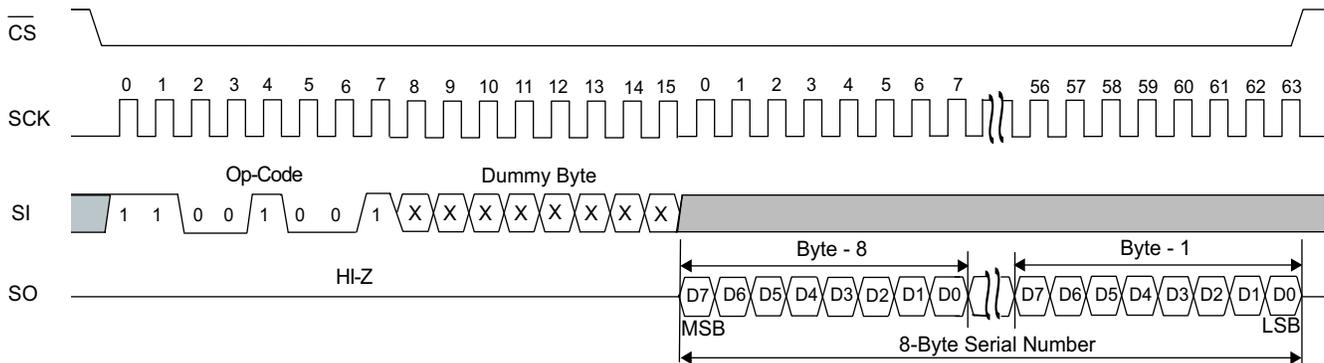 CS
0 1 2 3 4 5 6 7 8 9 10 11 12 13 14 15 0 1 2 3 4 5 6 7 56 57 58 59 60 61 62 63
SCK
Op-Code Dummy Byte
SI 1 1 0 0 1 0 0 1 X X X X X X X X
Byte - 8 Byte - 1
HI-Z
SO D7 D6 D5 D4 D3 D2 D1 D0 D7 D6 D5 D4 D3 D2 D1 D0
MSB LSB
8-Byte Serial Number